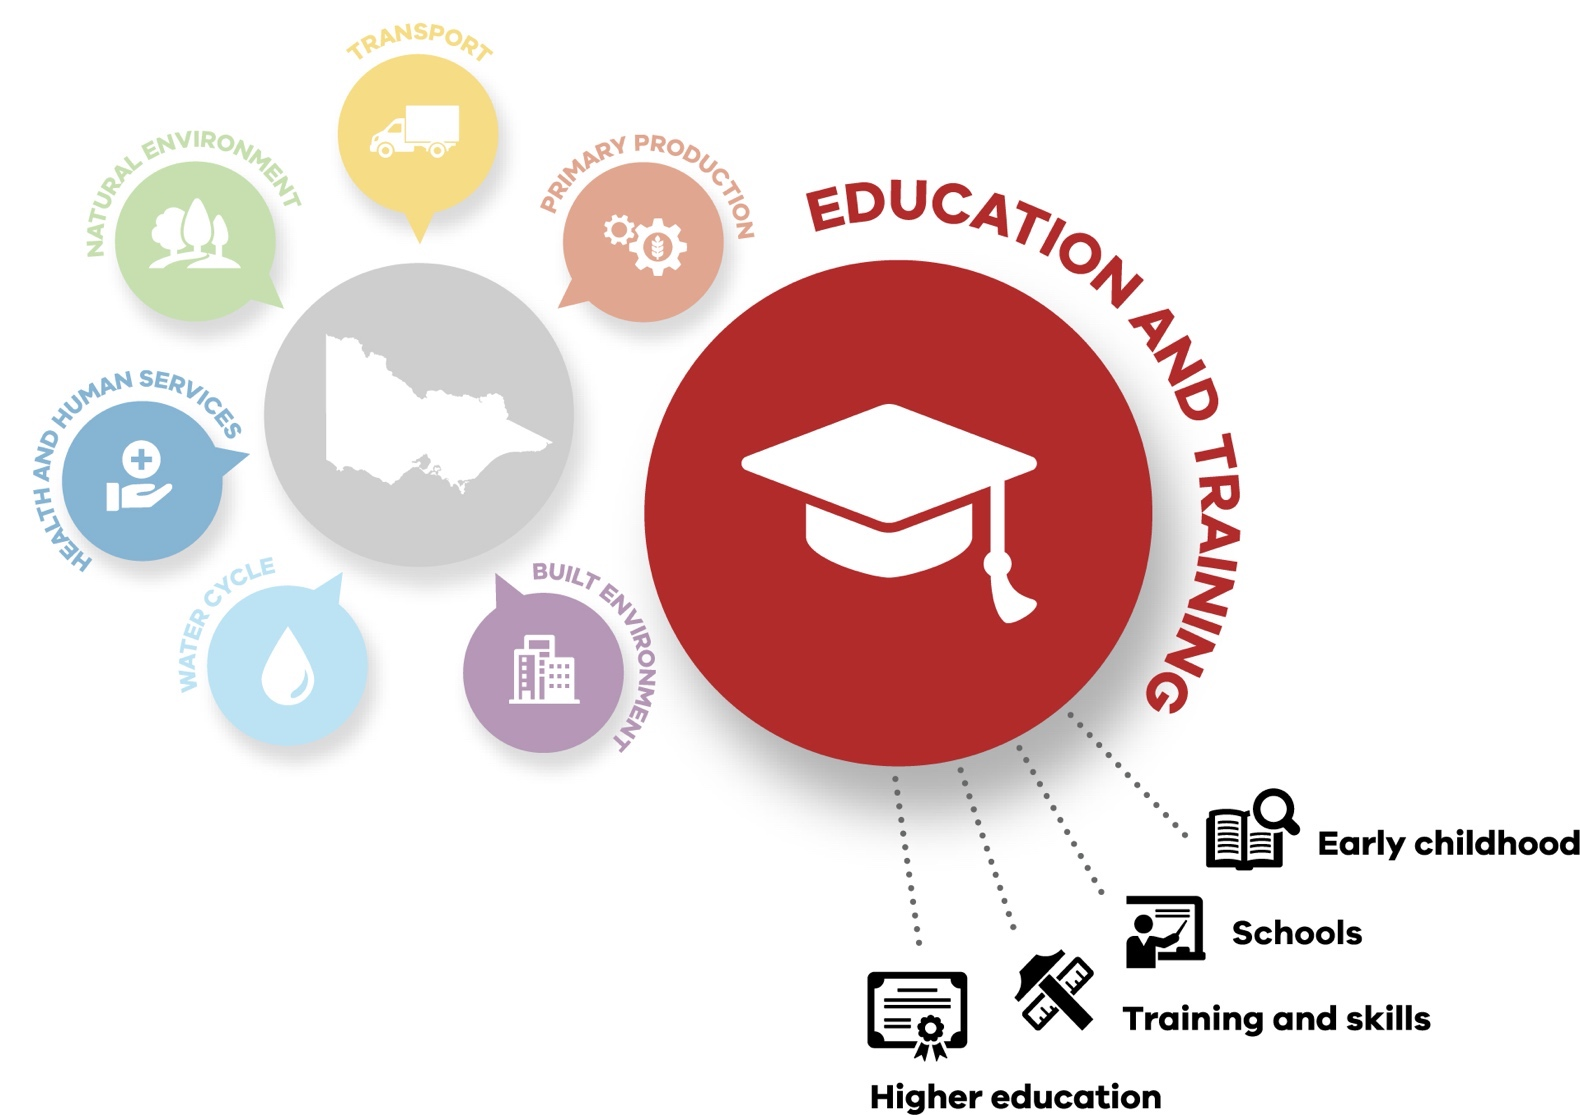 TRANSPORT
NATURAL ENVIRONMENT
PRIMARY PRODUCTION
EDUCATION AND TRAINING
HEALTH AND HUMAN SERVICES
WATER CYCLE
BUILT ENVIRONMENT
Early childhood
Schools
Training and skills
Higher education